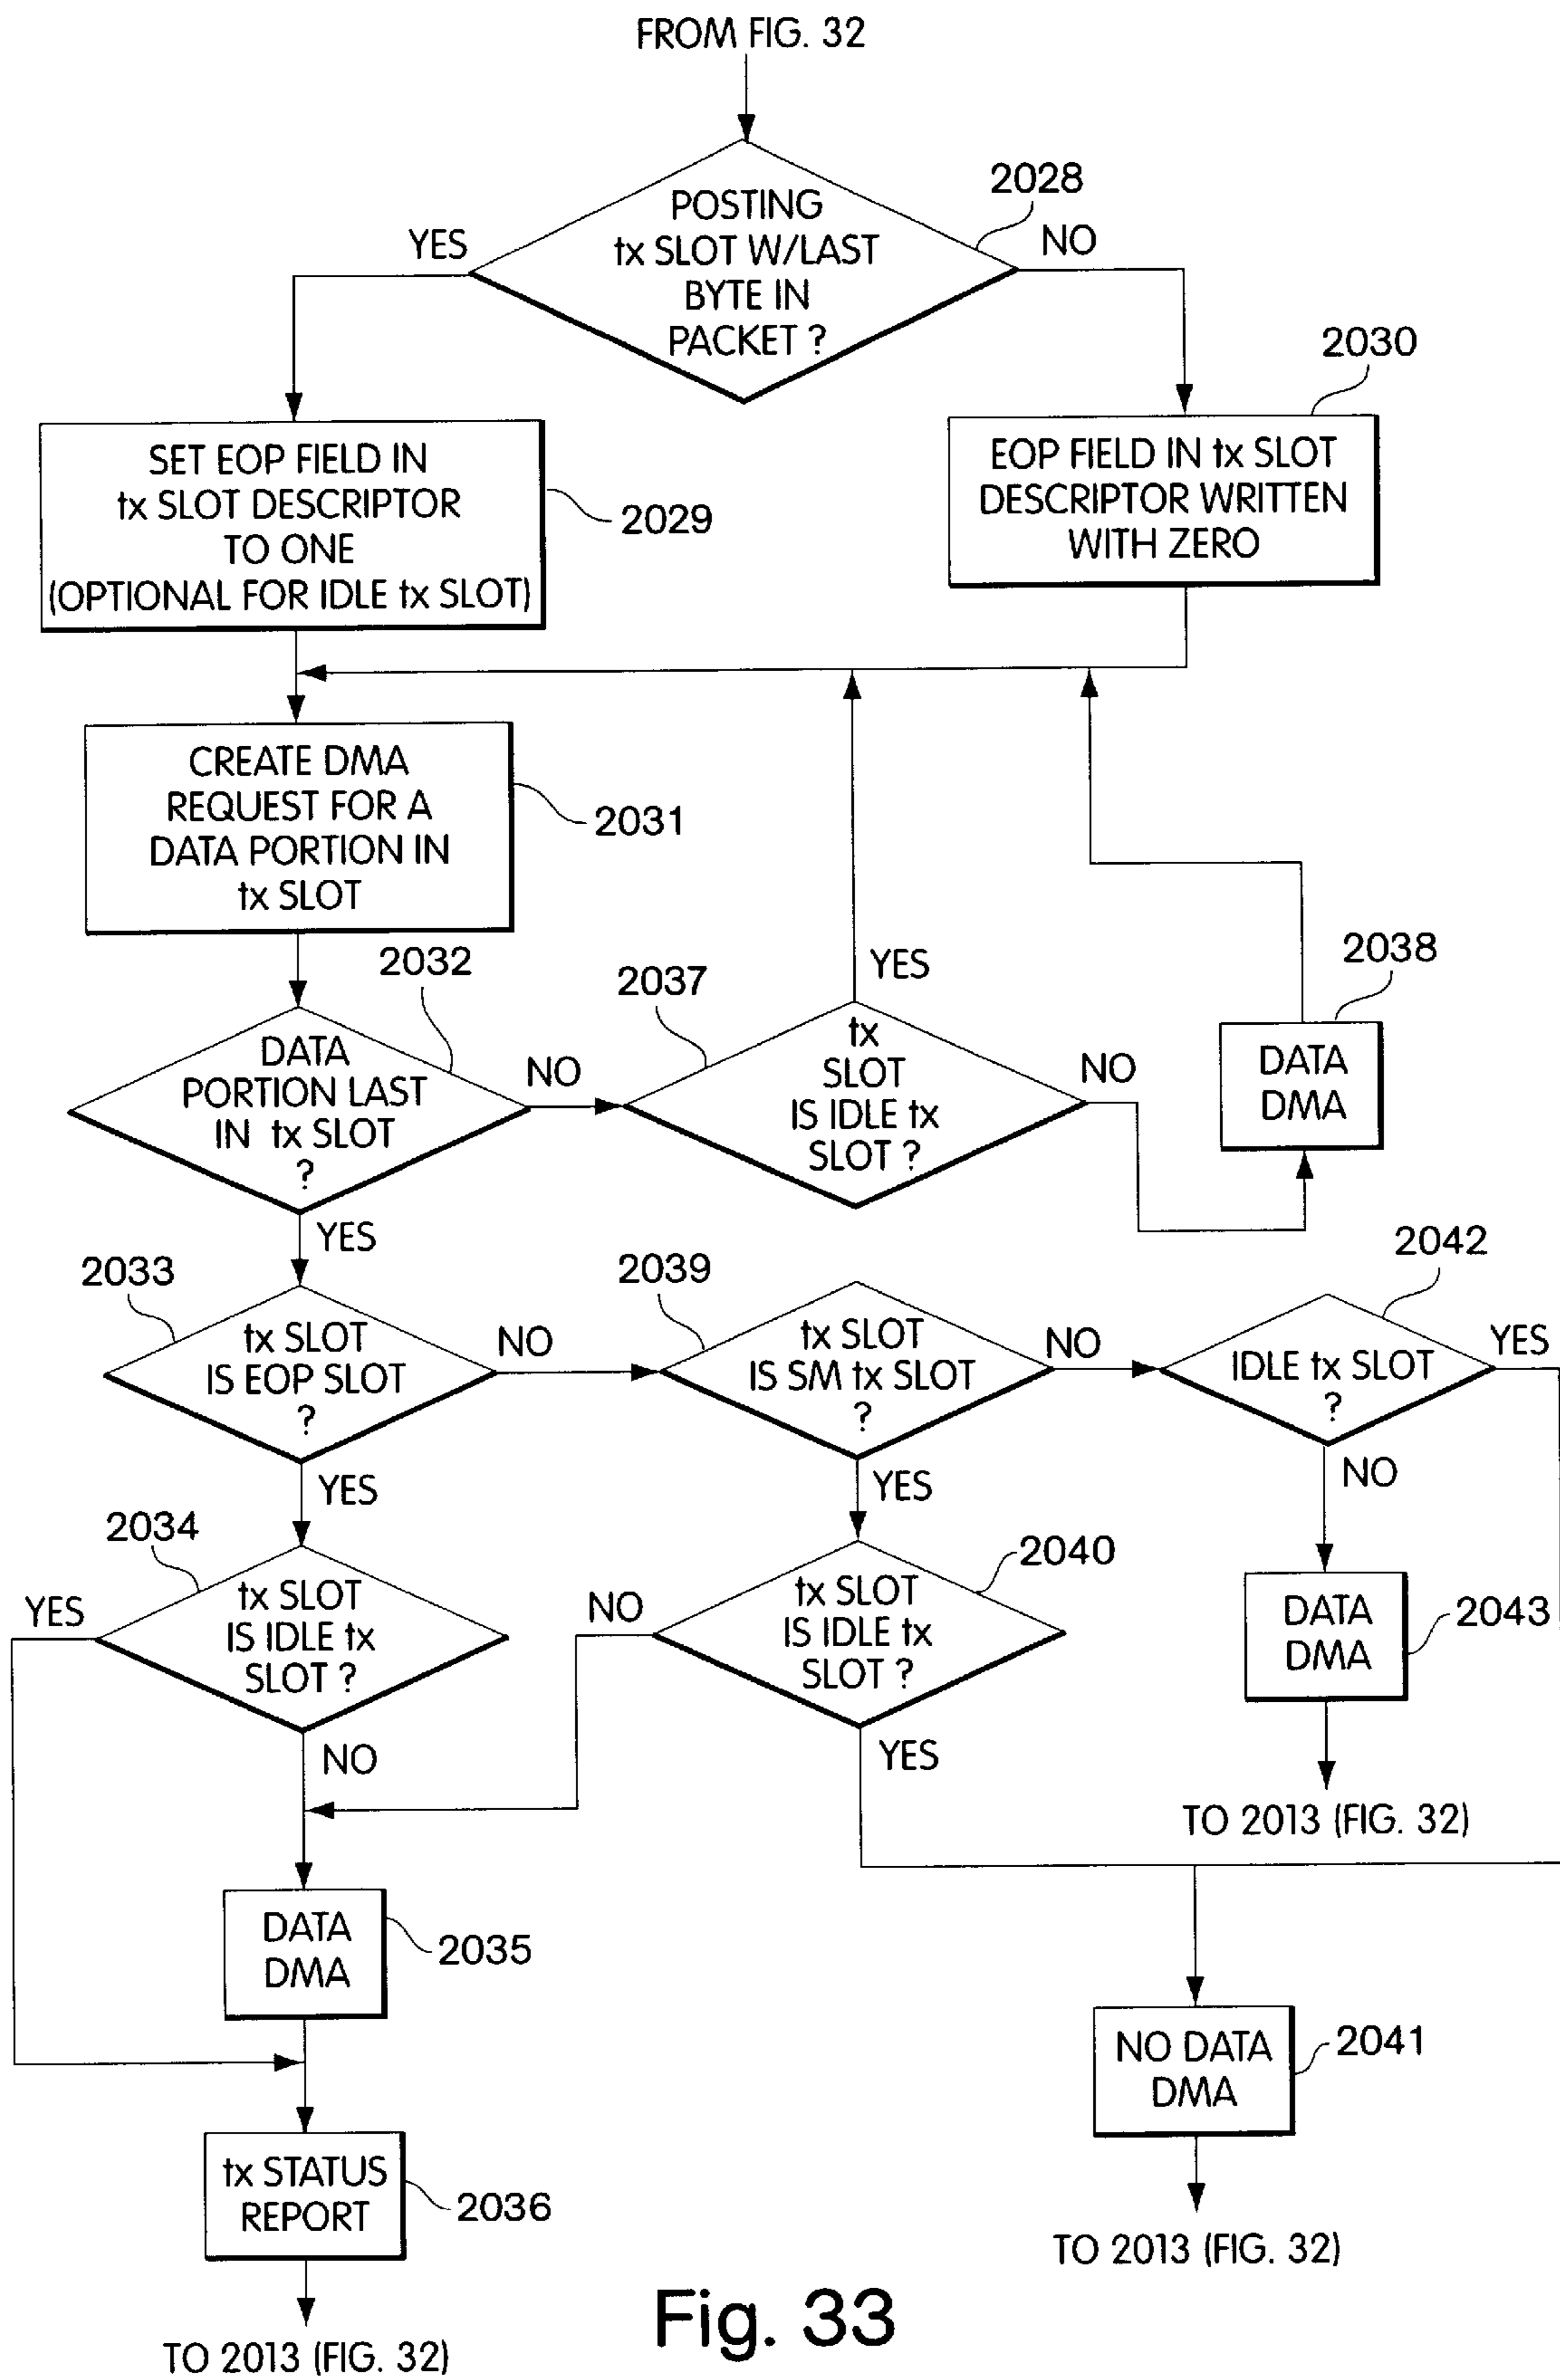 FROM FIG. 32
2028
POSTING
tx SLOT W/LAST
BYTE IN
PACKET ?
YES
NO
2030
SET EOP FIELD IN
tx SLOT DESCRIPTOR
TO ONE
(OPTIONAL FOR IDLE tx SLOT)
2029
EOP FIELD IN tx SLOT
DESCRIPTOR WRITTEN
WITH ZERO
CREATE DMA
REQUEST FOR A
DATA PORTION IN
tx SLOT
2031
2032
DATA
PORTION LAST
IN tx SLOT
?
NO
YES
2037
YES
tx
SLOT
IS IDLE tx
SLOT ?
NO
2038
DATA
DMA
2033
tx SLOT
IS EOP SLOT
?
NO
YES
2039
tx SLOT
IS SM tx SLOT
?
NO
YES
2042
IDLE tx SLOT
?
YES
NO
2034
YES
tx SLOT
IS IDLE tx
SLOT ?
NO
2040
NO
tx SLOT
IS IDLE tx
SLOT ?
YES
DATA
DMA
2043
TO 2013 (FIG. 32)
DATA
DMA
2035
NO DATA
DMA
2041
TO 2013 (FIG. 32)
tx STATUS
REPORT
2036
TO 2013 (FIG. 32)
Fig. 33